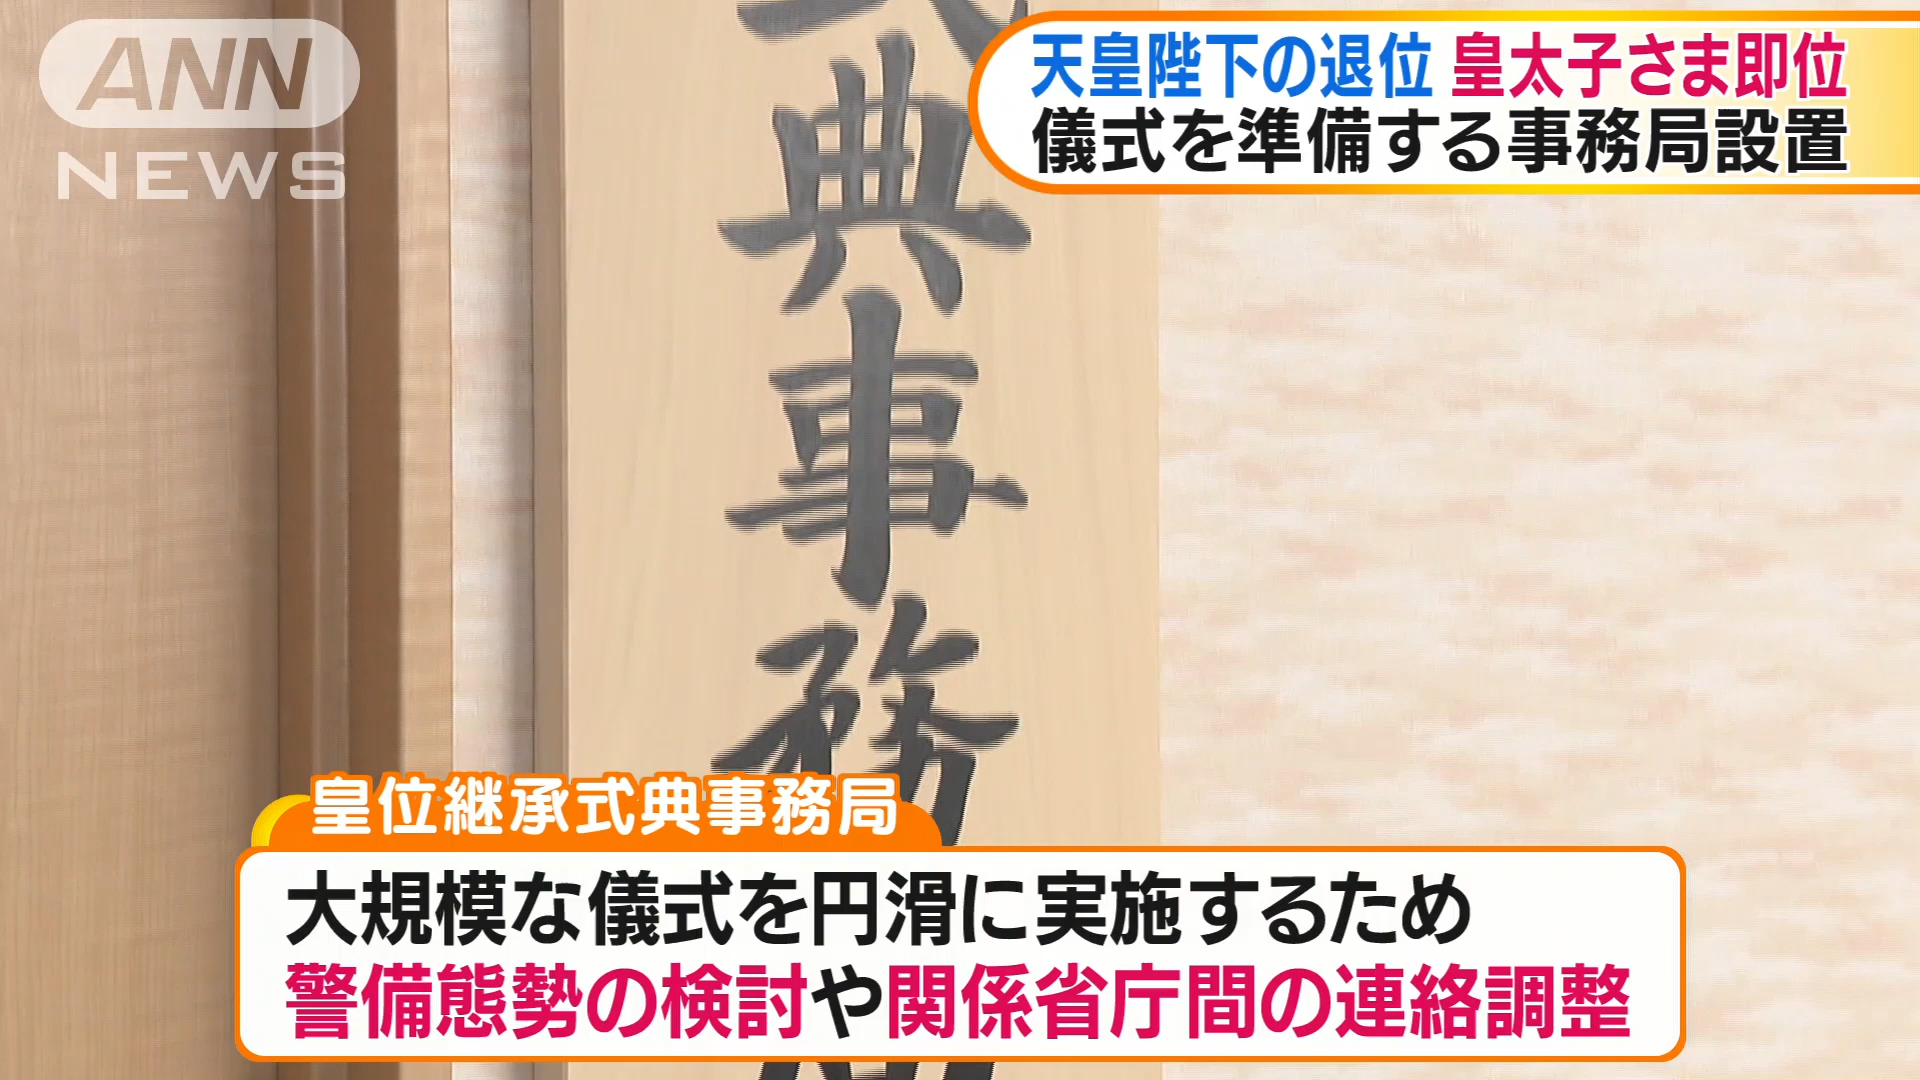 ANN
NEWS
天皇陛下の退位 皇太子さま即位
儀式を準備する事務局設置
式典事務
皇位継承式典事務局
大規模な儀式を円滑に実施するため
警備態勢の検討や関係省庁間の連絡調整